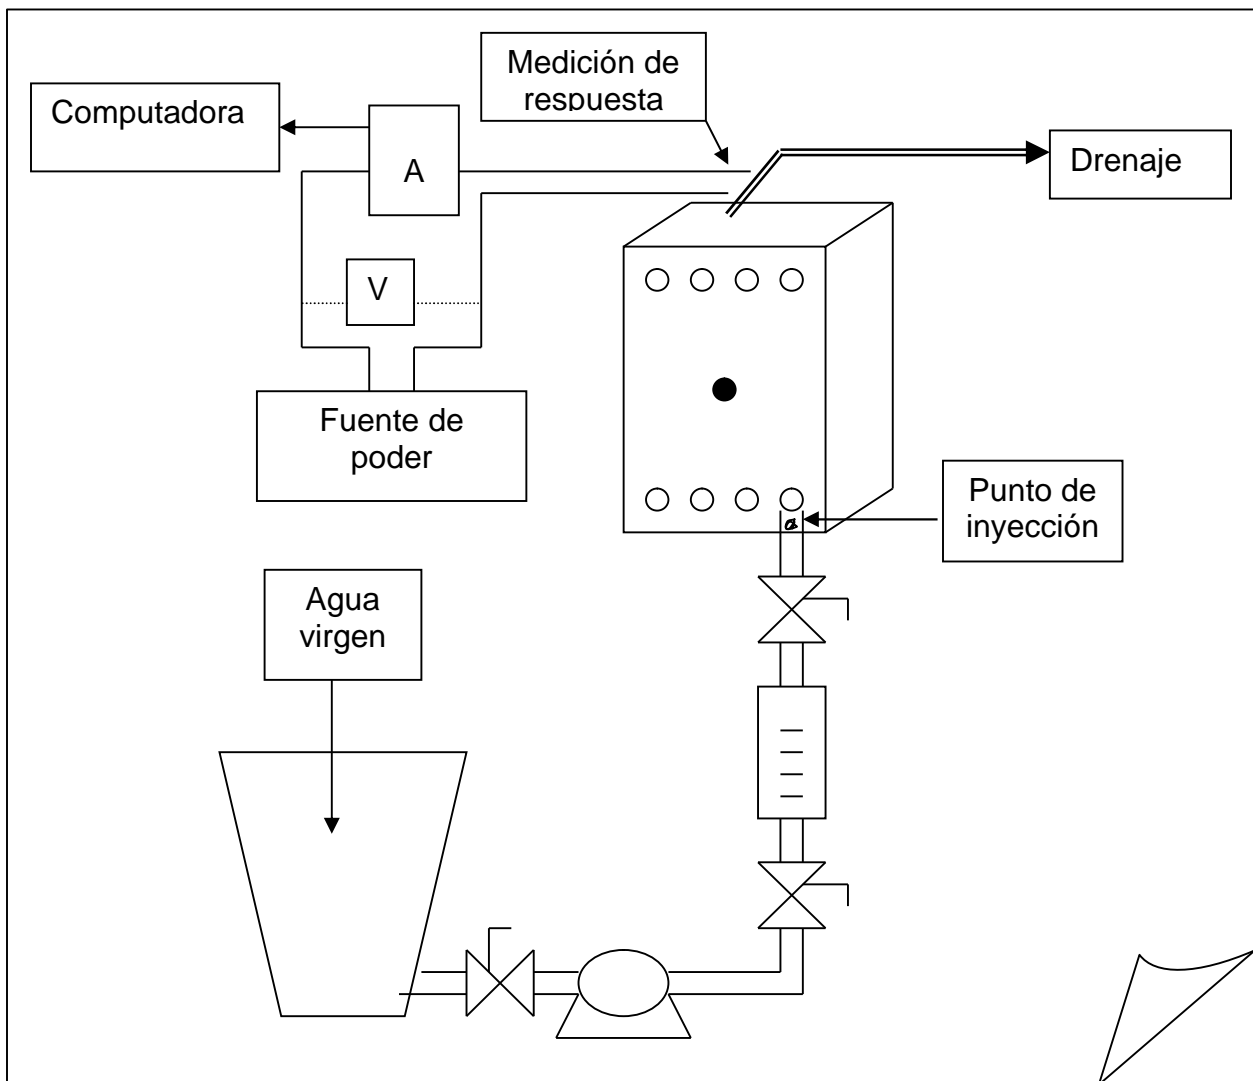 Medición de
respuesta
Computadora
A
Drenaje
V
Fuente de
poder
Punto de
inyección
Agua
virgen